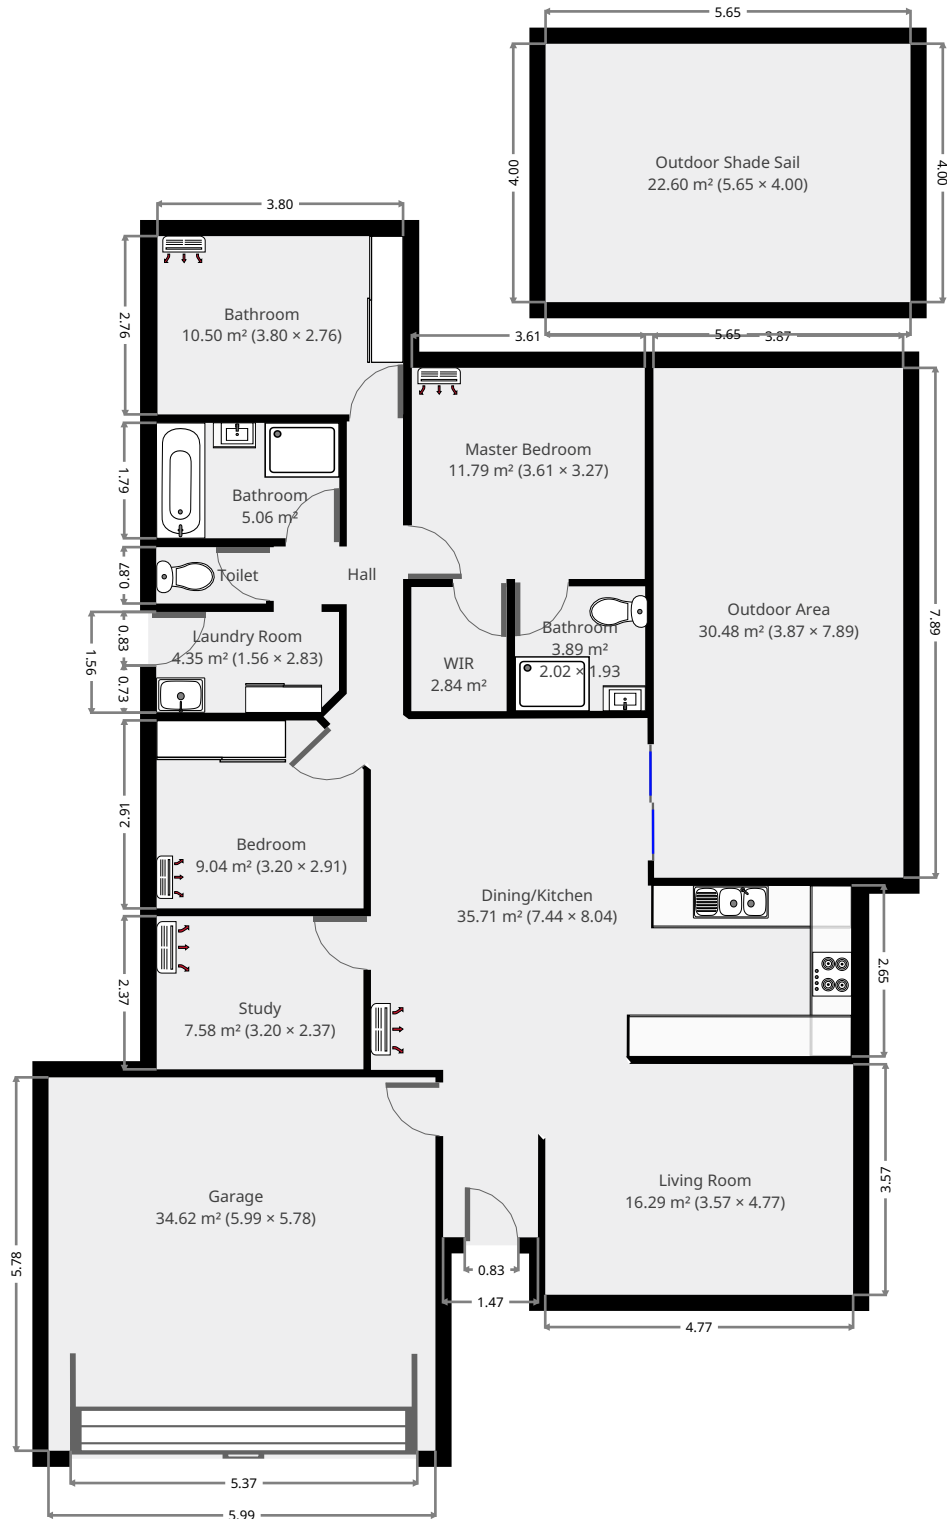 5.65
4.00
Outdoor Shade Sail
22.60 m² (5.65 × 4.00)
4.00
3.80
5.65
3.87
3.61
2.76
Bathroom
10.50 m² (3.80 × 2.76)
Master Bedroom
11.79 m² (3.61 × 3.27)
1.79
Bathroom
5.06 m²
0.87
Toilet
Hall
Outdoor Area
30.48 m² (3.87 × 7.89)
7.89
1.56
0.83
0.73
Laundry Room
4.35 m² (1.56 × 2.83)
WIR
2.84 m²
Bathroom
3.89 m²
2.02 × 1.93
2.91
Bedroom
9.04 m² (3.20 × 2.91)
Dining/Kitchen
35.71 m² (7.44 × 8.04)
2.65
2.37
Study
7.58 m² (3.20 × 2.37)
Living Room
16.29 m² (3.57 × 4.77)
3.57
Garage
34.62 m² (5.99 × 5.78)
5.78
0.83
1.47
4.77
5.37
5.99